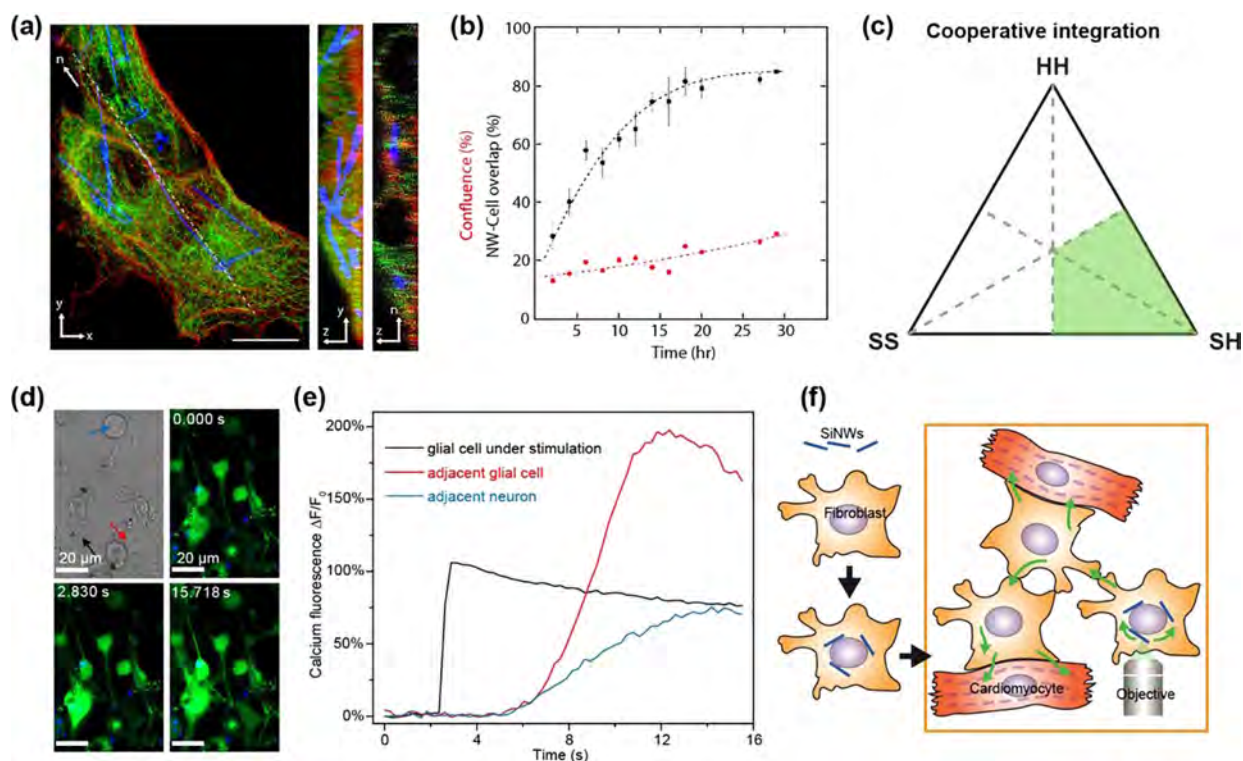 (a)
n
y
x
y
z
n
z
(b)
Confluence (%)
NW-Cell overlap (%)
100
80
60
40
20
0
5
10
15
20
25
30
35
Time (hr)
(c)
Cooperative integration
HH
SS
SH
(d)
20 µm
0.000 s
20 µm
2.830 s
15.718 s
(e)
Calcium fluorescence ΔF/F0
200%
150%
100%
50%
0%
glial cell under stimulation
adjacent glial cell
adjacent neuron
0
4
8
12
16
Time (s)
(f)
SiNWs
Fibroblast
Cardiomyocyte
Objective